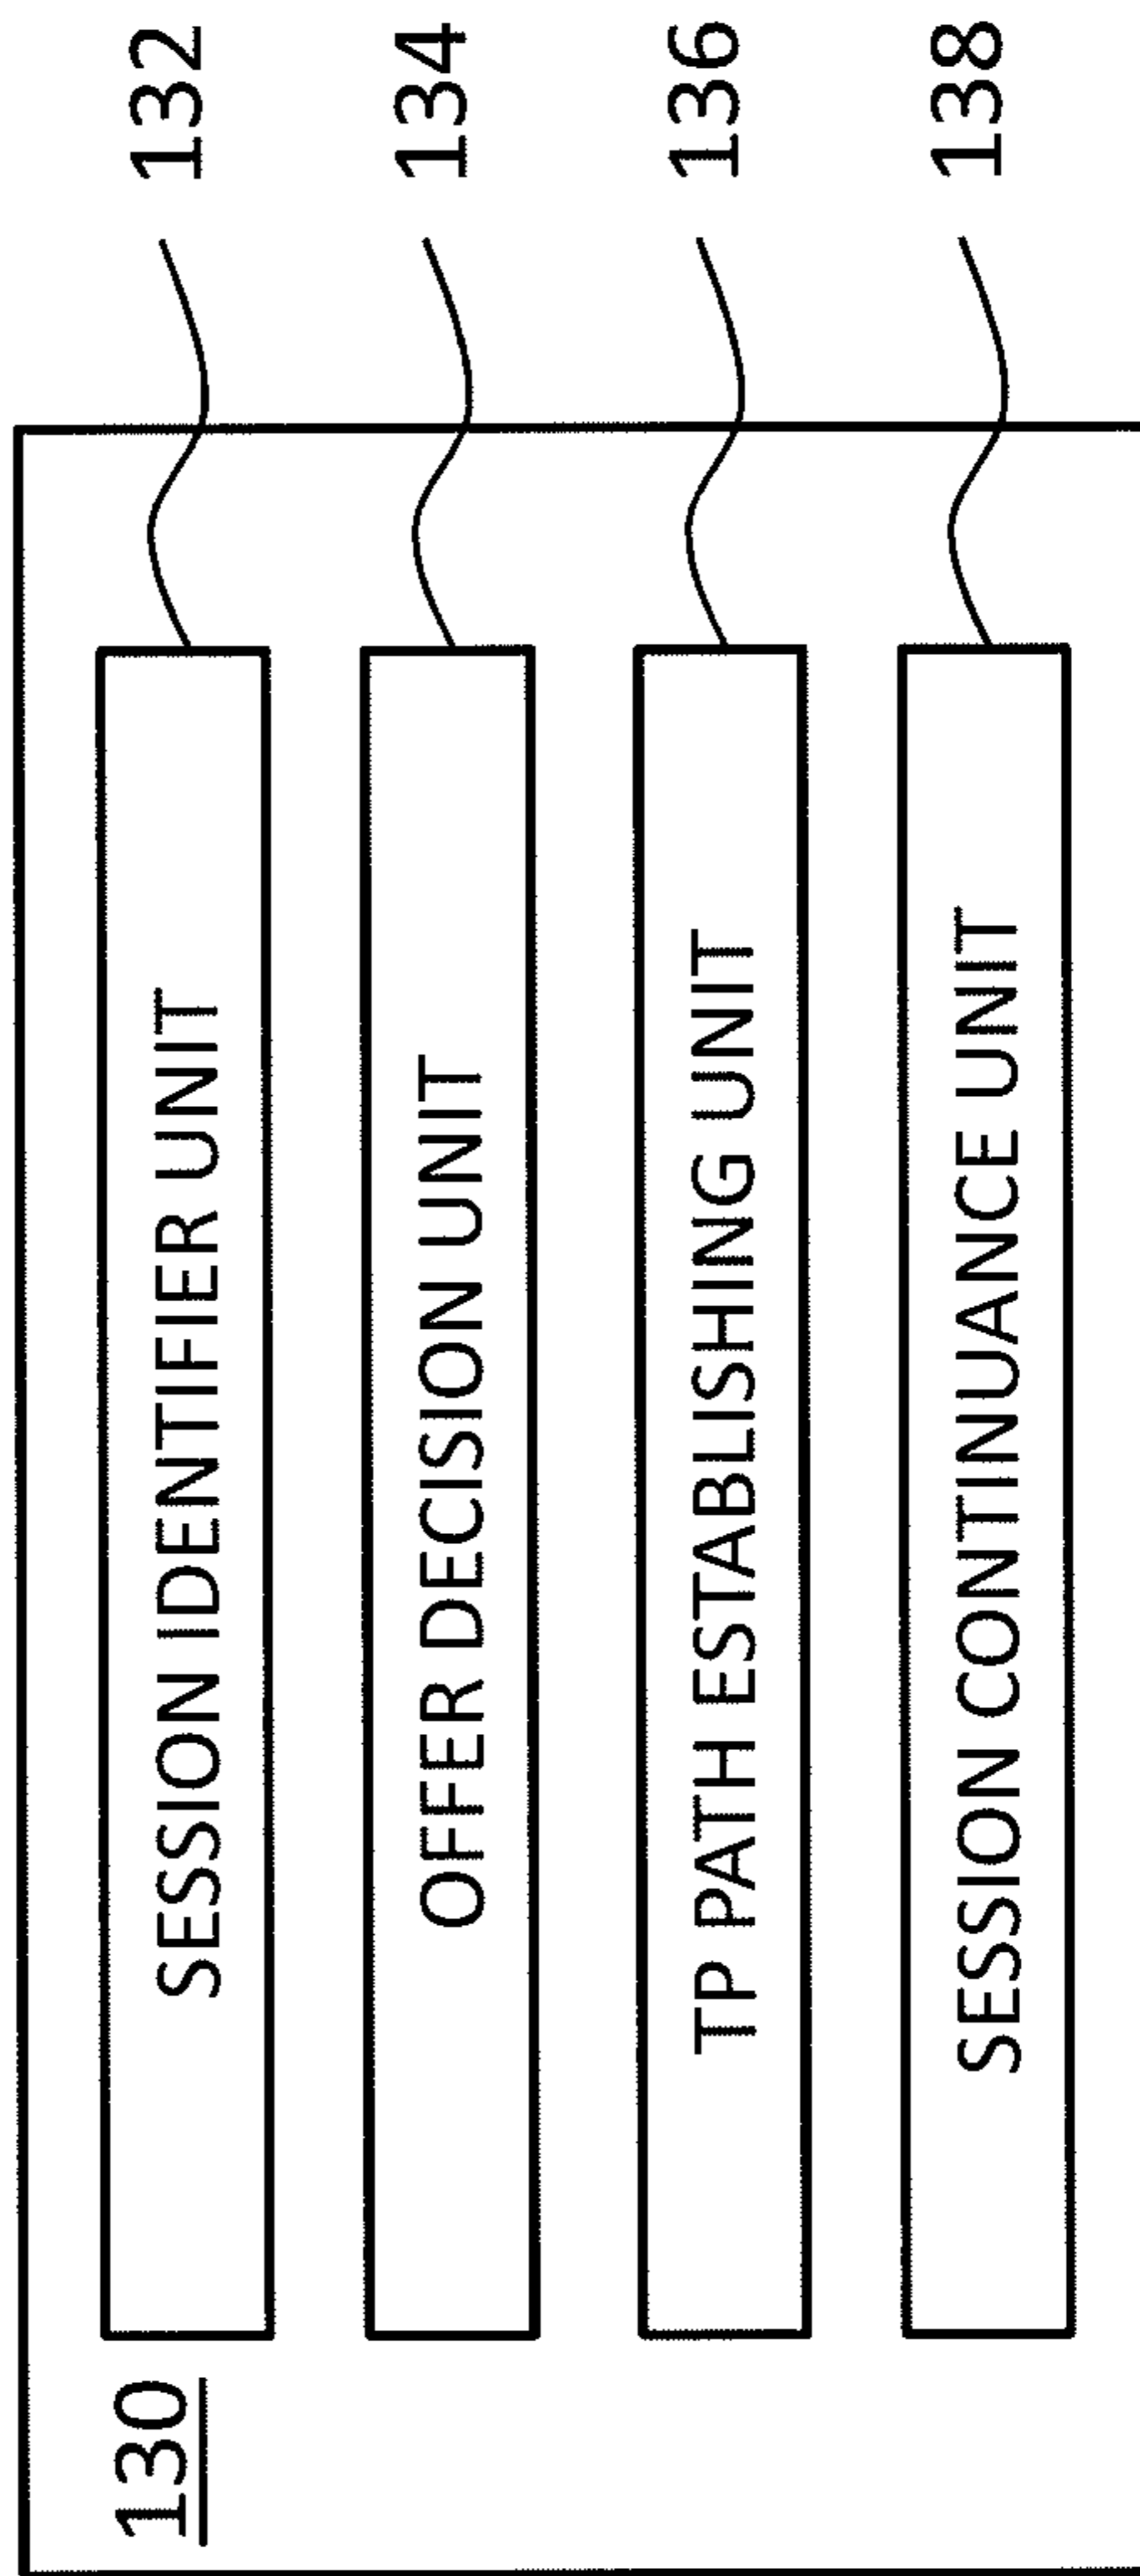 130
SESSION IDENTIFIER UNIT 132
OFFER DECISION UNIT 134
TP PATH ESTABLISHING UNIT 136
SESSION CONTINUANCE UNIT 138